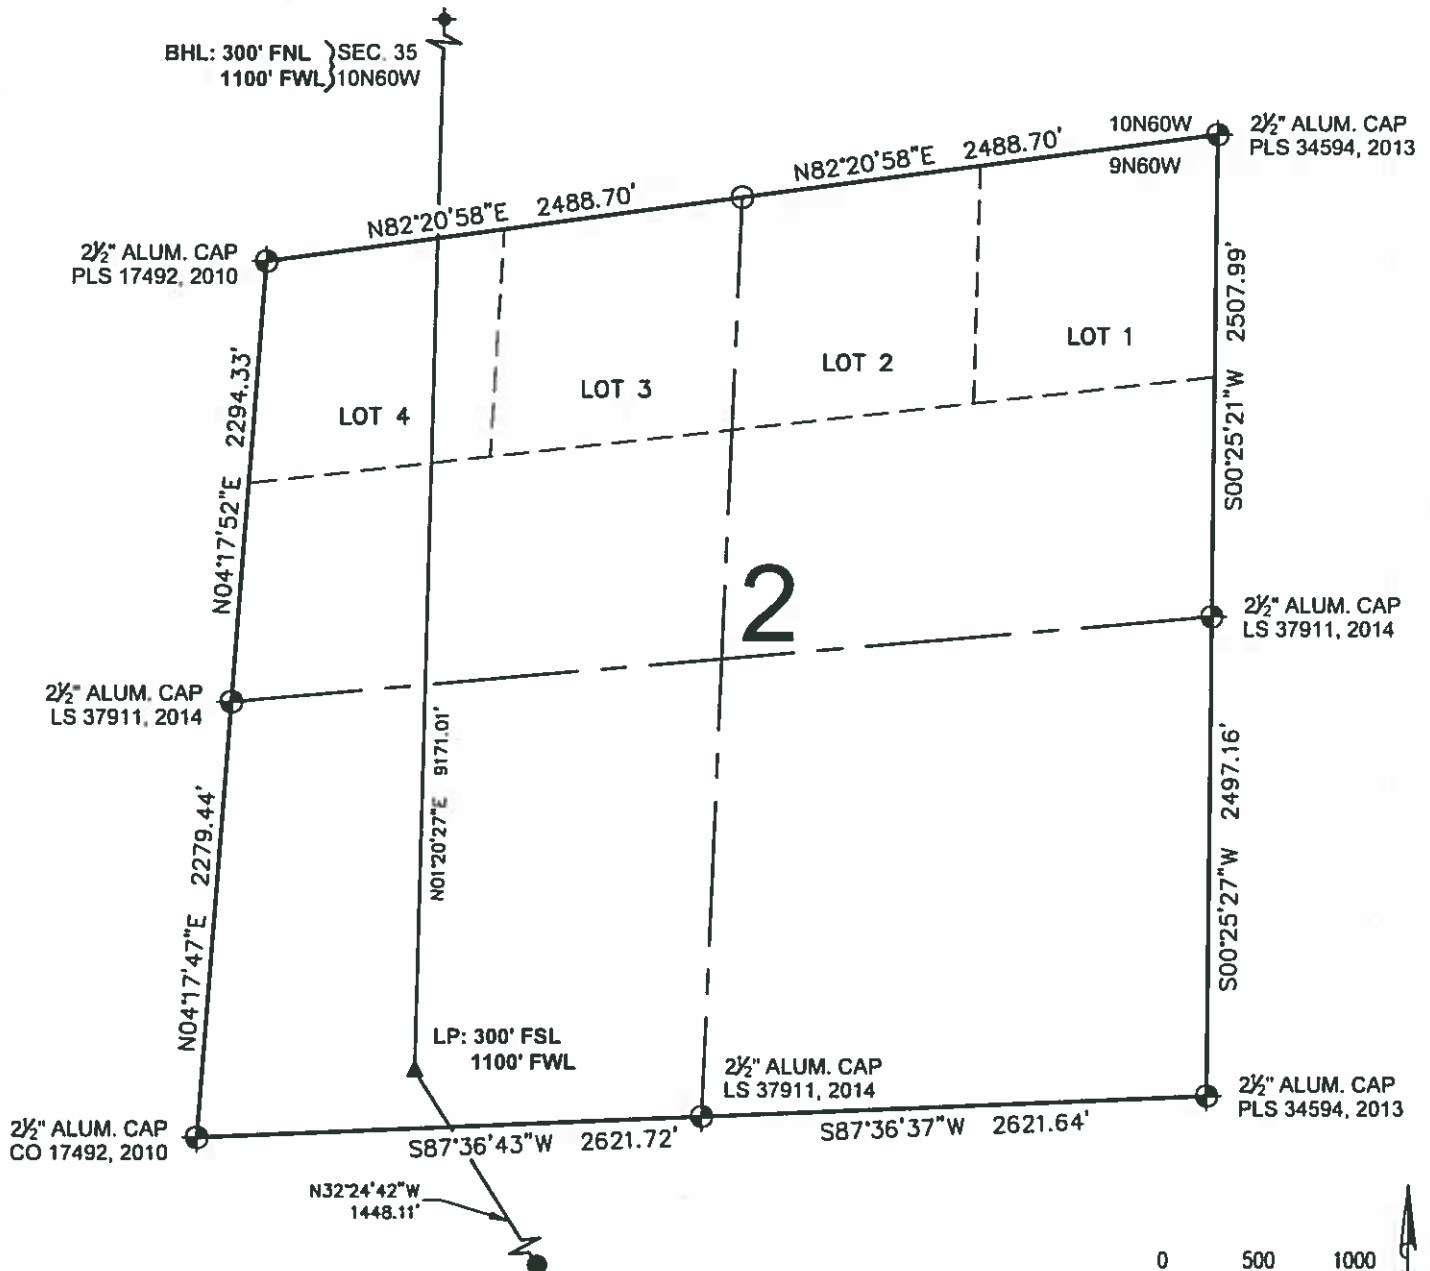 BHL: 300' FNL } SEC. 35
1100' FWL } 10N60W
10N60W
9N60W
2½" ALUM. CAP
PLS 34594, 2013
N82°20'58"E 2488.70'
N82°20'58"E 2488.70'
2½" ALUM. CAP
PLS 17492, 2010
N04°17'52"E 2294.33'
S00°25'21"W 2507.99'
LOT 4
LOT 3
LOT 2
LOT 1
2
2½" ALUM. CAP
LS 37911, 2014
2½" ALUM. CAP
LS 37911, 2014
N01°20'27"E 9171.01'
N04°17'47"E 2279.44'
S00°25'27"W 2497.16'
LP: 300' FSL
1100' FWL
2½" ALUM. CAP
LS 37911, 2014
2½" ALUM. CAP
PLS 34594, 2013
2½" ALUM. CAP
CO 17492, 2010
S87°36'43"W 2621.72'
S87°36'37"W 2621.64'
N32°24'42"W
1448.11'
0 500 1000